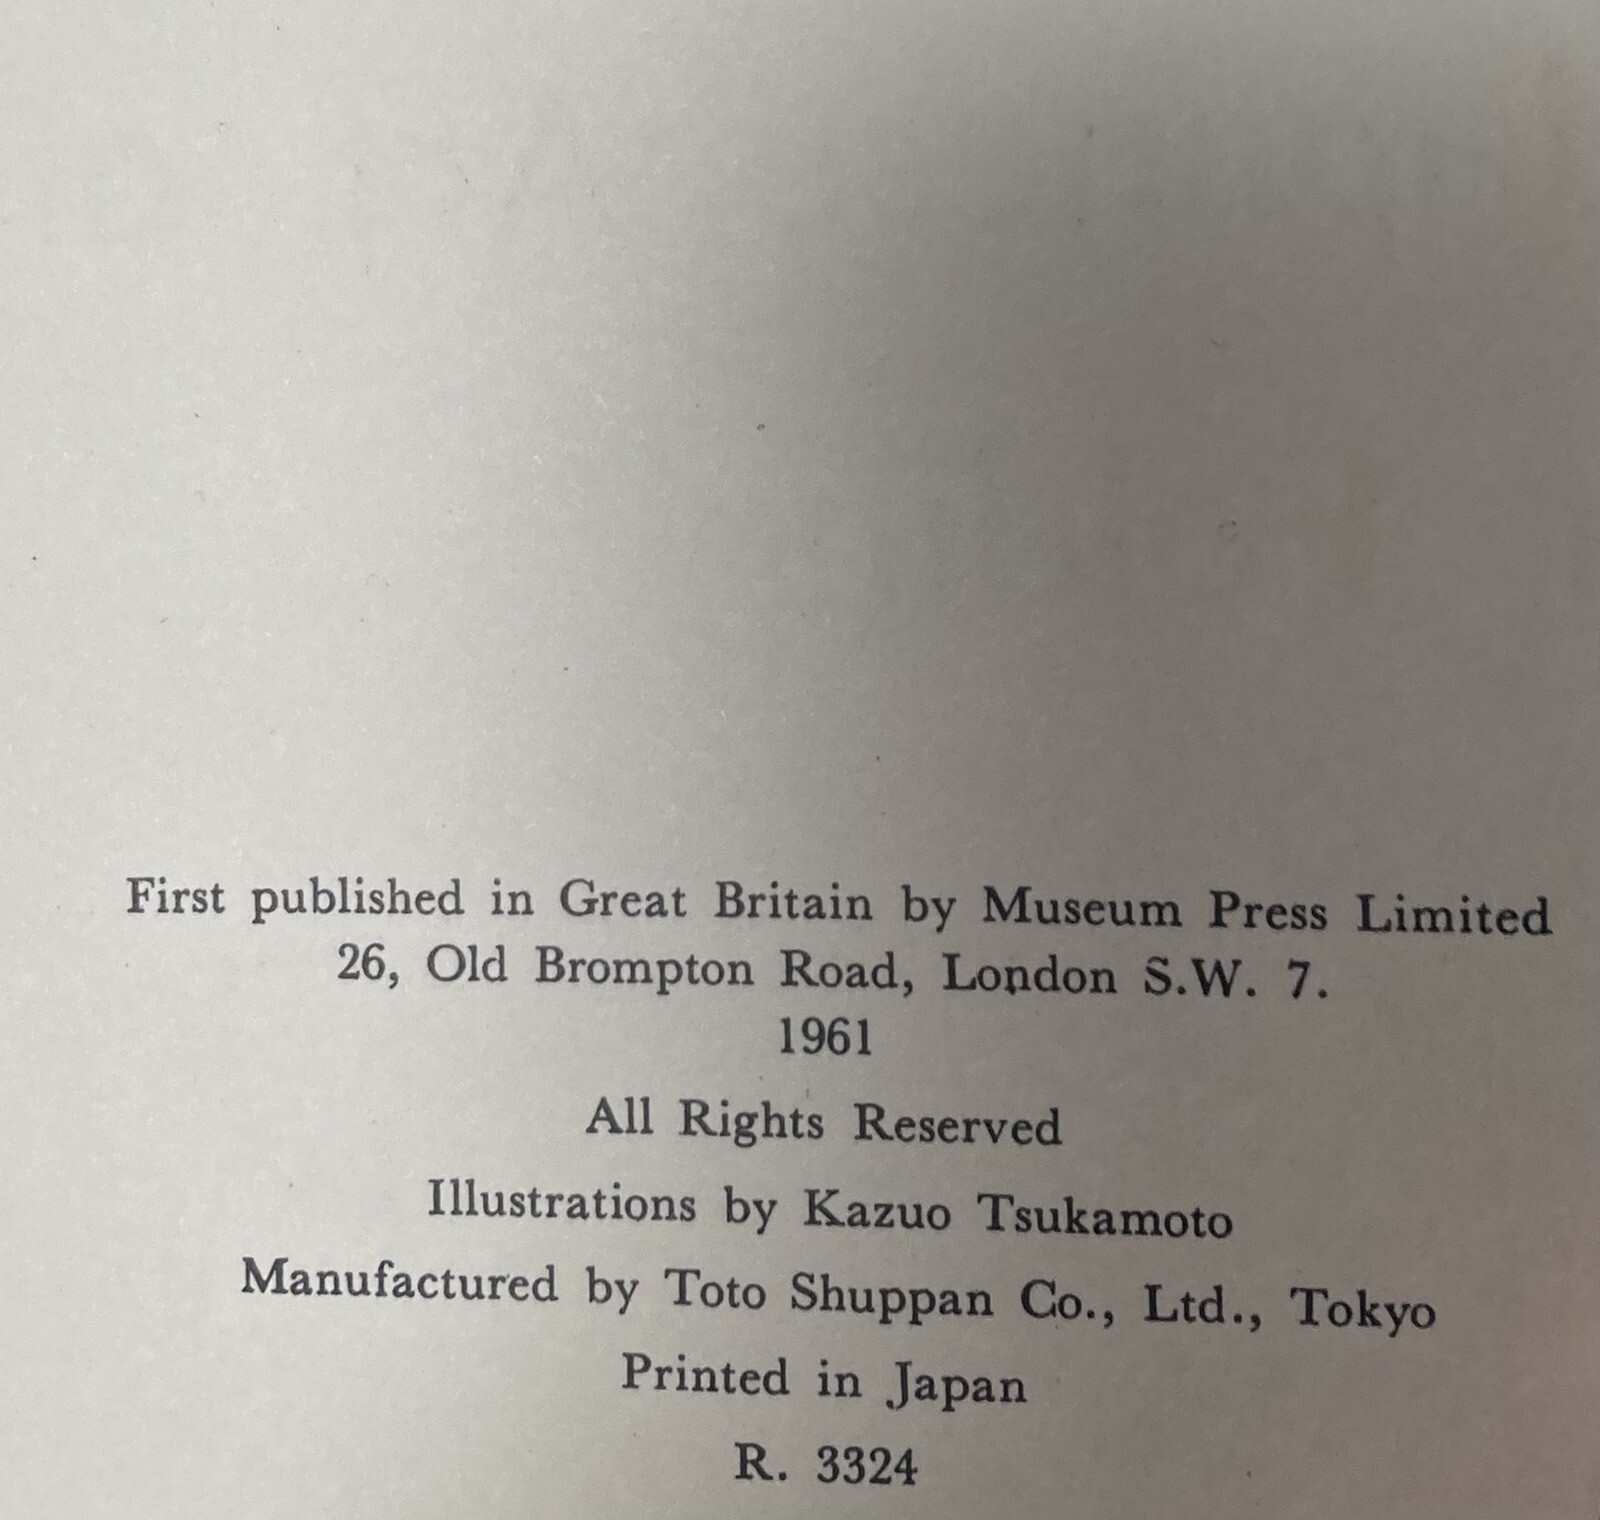 First published in Great Britain by Museum Press Limited
26, Old Brompton Road, London S.W. 7.
1961
All Rights Reserved
Illustrations by Kazuo Tsukamoto
Manufactured by Toto Shuppan Co., Ltd., Tokyo
Printed in Japan
R. 3324